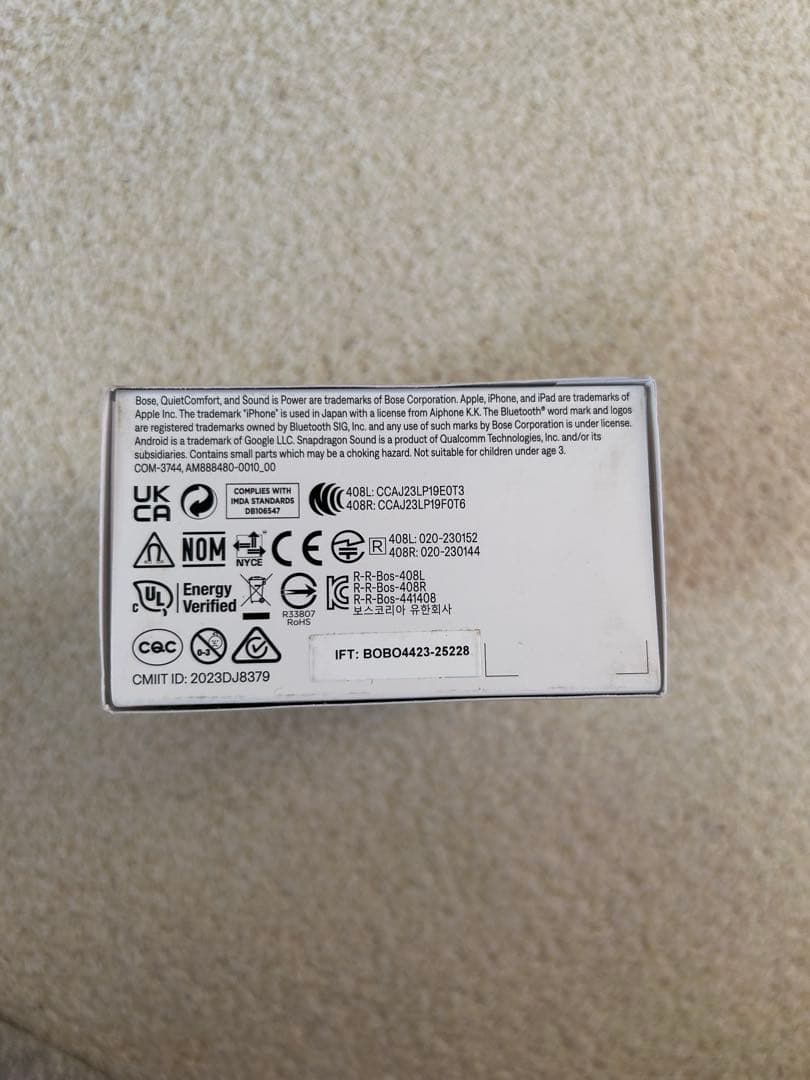 Bose, QuietComfort, and Sound is Power are trademarks of Bose Corporation. Apple, iPhone, and iPad are trademarks of
Apple Inc. The trademark "iPhone" is used in Japan with a license from Aiphone K.K. The Bluetooth® word mark and logos
are registered trademarks owned by Bluetooth SIG, Inc. and any use of such marks by Bose Corporation is under license.
Android is a trademark of Google LLC. Snapdragon Sound is a product of Qualcomm Technologies, Inc. and/or its
subsidiaries. Contains small parts which may be a choking hazard. Not suitable for children under age 3.
COM-3744, AM888480-0010_00
UK
CA
COMPLIES WITH
IMDA STANDARDS
DB106547
408L: CCAJ23LP19E0T3
408R: CCAJ23LP19F0T6
NOM
NYCE
CE
R
408L: 020-230152
408R: 020-230144
c UL
Energy
Verified
R33807
RoHS
R-R-Bos-408L
R-R-Bos-408R
R-R-Bos-441408
보스코리아 유한회사
CQC
0-3
IFT: BOBO4423-25228
CMIIT ID: 2023DJ8379